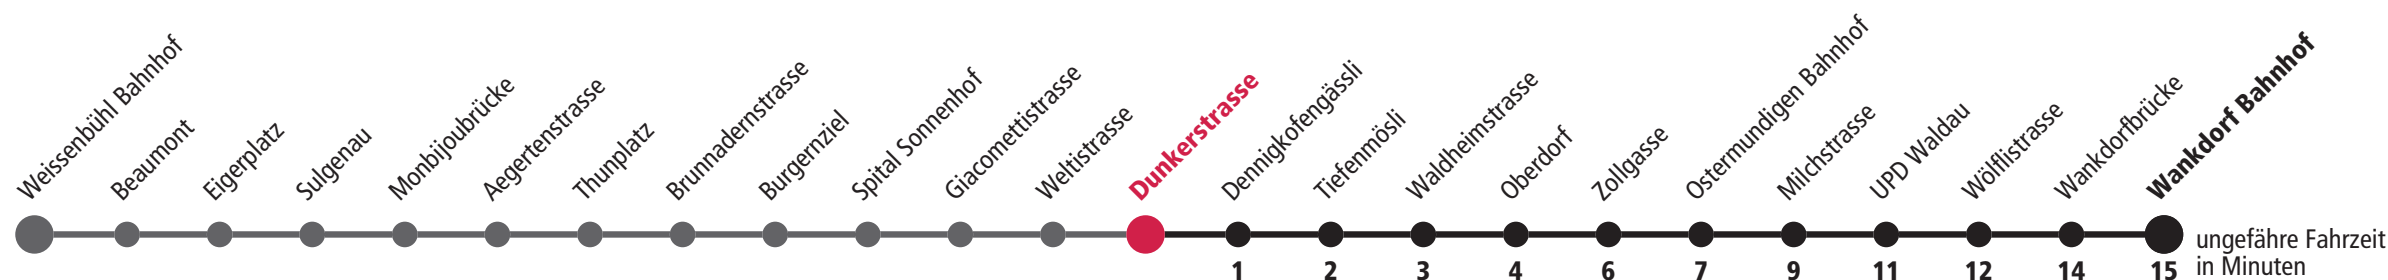 Weissenbühl Bahnhof
Beaumont
Eigerplatz
Sulgenau
Monbijoubrücke
Aegertenstrasse
Thunplatz
Brunnadernstrasse
Burgernziel
Spital Sonnenhof
Giacomettistrasse
Weltistrasse
Dunkerstrasse
Dennigkofengässli
Tiefenmösli
Waldheimstrasse
Oberdorf
Zollgasse
Ostermundigen Bahnhof
Milchstrasse
UPD Waldau
Wölflistrasse
Wankdorfbrücke
Wankdorf Bahnhof
1 2 3 4 6 7 9 11 12 14 15
ungefähre Fahrzeit
in Minuten